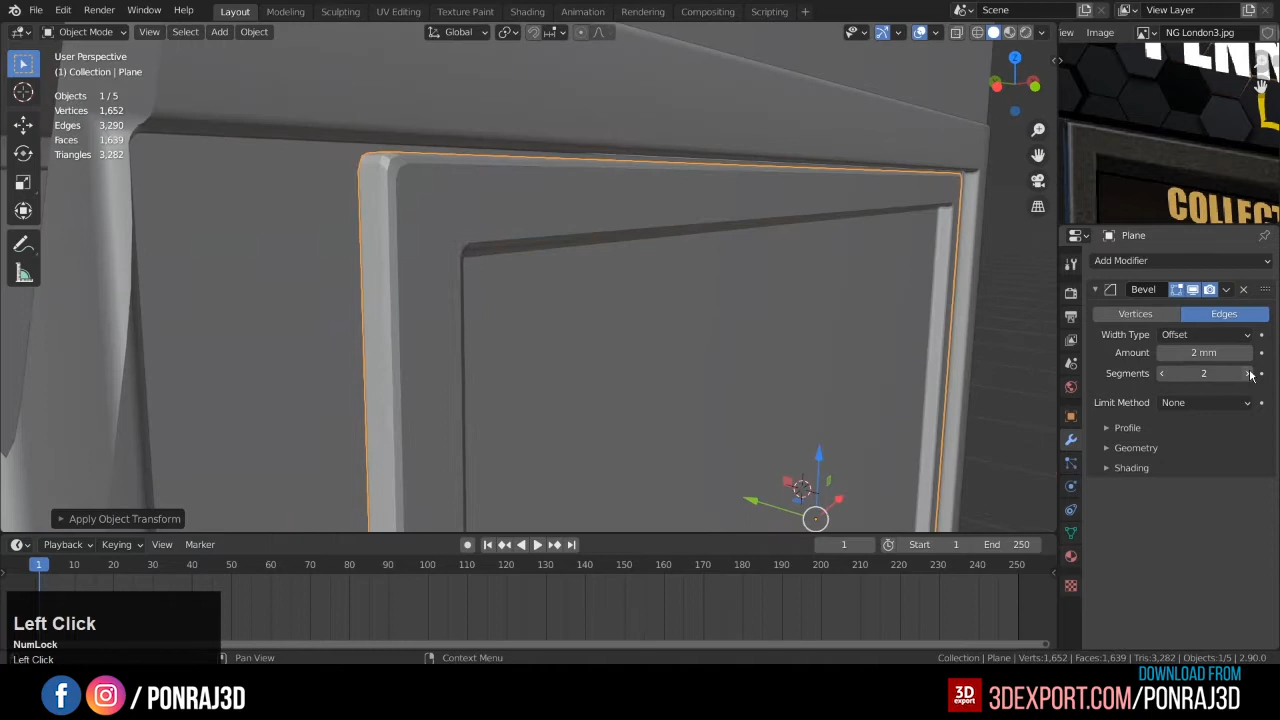 File Edit Render Window Help Layout Modeling Sculpting UV Editing Texture Paint Shading Animation Rendering Compositing Scripting + Scene View Layer
Object Mode View Select Add Object Global Image NG London3.jpg
User Perspective
(1) Collection | Plane
Objects 1 / 5
Vertices 1,652
Edges 3,290
Faces 1,639
Triangles 3,282
Z
COLLECT
Plane
Add Modifier
Bevel
Vertices Edges
Width Type Offset
Amount 2 mm
Segments 2
Limit Method None
Profile
Geometry
Shading
Apply Object Transform
Playback Keying View Marker 1 Start 1 End 250
1 10 20 30 40 50 60 70 80 90 100 110 120 130 140 150 160 170 180 190 200 210 220 230 240 250
Left Click
NumLock
Left Click
Pan View Context Menu Collection | Plane | Verts:1,652 | Faces:1,639 | Tris:3,282 | Objects:1/5 | 2.90.0
/ PONRAJ3D
DOWNLOAD FROM
3D export 3DEXPORT.COM/PONRAJ3D